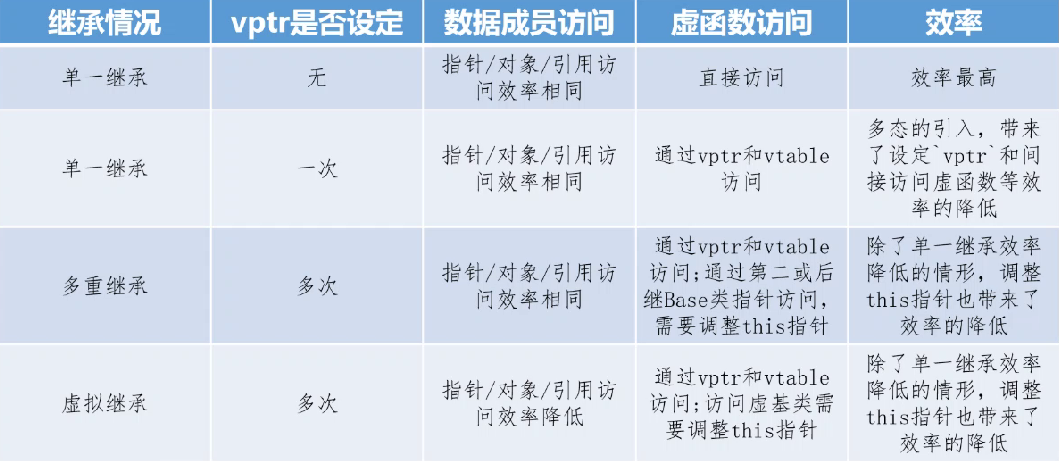 继承情况
vptr是否设定
数据成员访问
虚函数访问
效率
单一继承
无
指针/对象/引用访
问效率相同
直接访问
效率最高
单一继承
一次
指针/对象/引用访
问效率相同
通过vptr和vtable
访问
多态的引入，带来
了设定`vptr`和间
接访问虚函数等效
率的降低
多重继承
多次
指针/对象/引用访
问效率相同
通过vptr和vtable
访问;通过第二或后
继Base类指针访问，
需要调整this指针
除了单一继承效率
降低的情形，调整
this指针也带来了
效率的降低
虚拟继承
多次
指针/对象/引用访
问效率降低
通过vptr和vtable
访问;访问虚基类需
要调整this指针
除了单一继承效率
降低的情形，调整
this指针也带来了
效率的降低